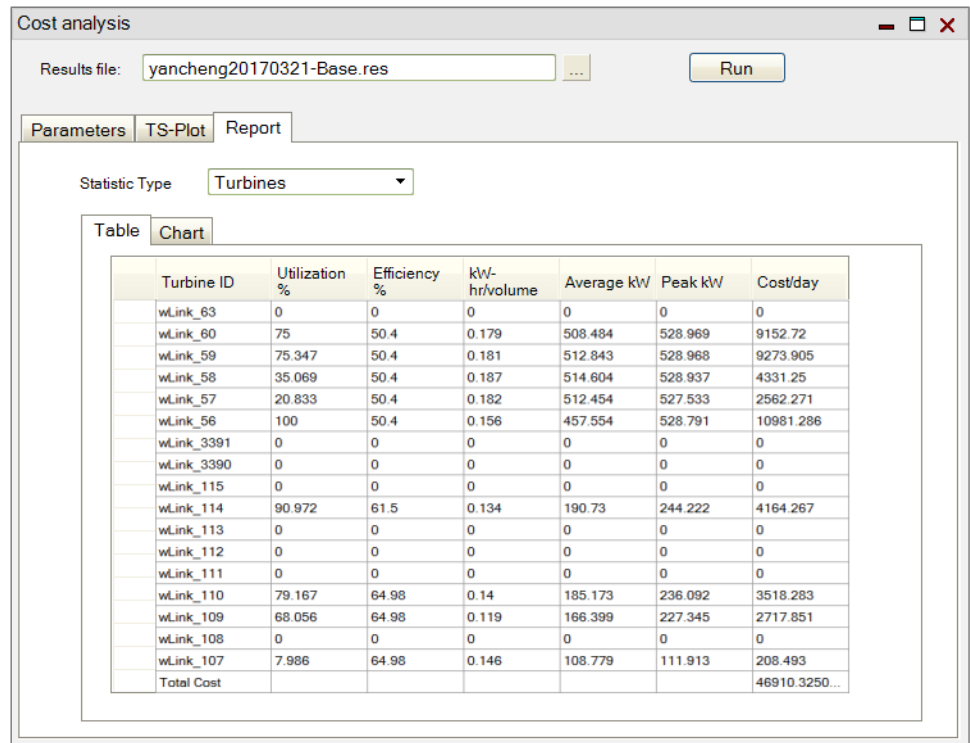 Cost analysis
Results file: yancheng20170321-Base.res ... Run
Parameters TS-Plot Report
Statistic Type Turbines
Table Chart
Turbine ID Utilization % Efficiency % kW-hr/volume Average kW Peak kW Cost/day
wLink_63 0 0 0 0 0 0
wLink_60 75 50.4 0.179 508.484 528.969 9152.72
wLink_59 75.347 50.4 0.181 512.843 528.968 9273.905
wLink_58 35.069 50.4 0.187 514.604 528.937 4331.25
wLink_57 20.833 50.4 0.182 512.454 527.533 2562.271
wLink_56 100 50.4 0.156 457.554 528.791 10981.286
wLink_3391 0 0 0 0 0 0
wLink_3390 0 0 0 0 0 0
wLink_115 0 0 0 0 0 0
wLink_114 90.972 61.5 0.134 190.73 244.222 4164.267
wLink_113 0 0 0 0 0 0
wLink_112 0 0 0 0 0 0
wLink_111 0 0 0 0 0 0
wLink_110 79.167 64.98 0.14 185.173 236.092 3518.283
wLink_109 68.056 64.98 0.119 166.399 227.345 2717.851
wLink_108 0 0 0 0 0 0
wLink_107 7.986 64.98 0.146 108.779 111.913 208.493
Total Cost 46910.3250...